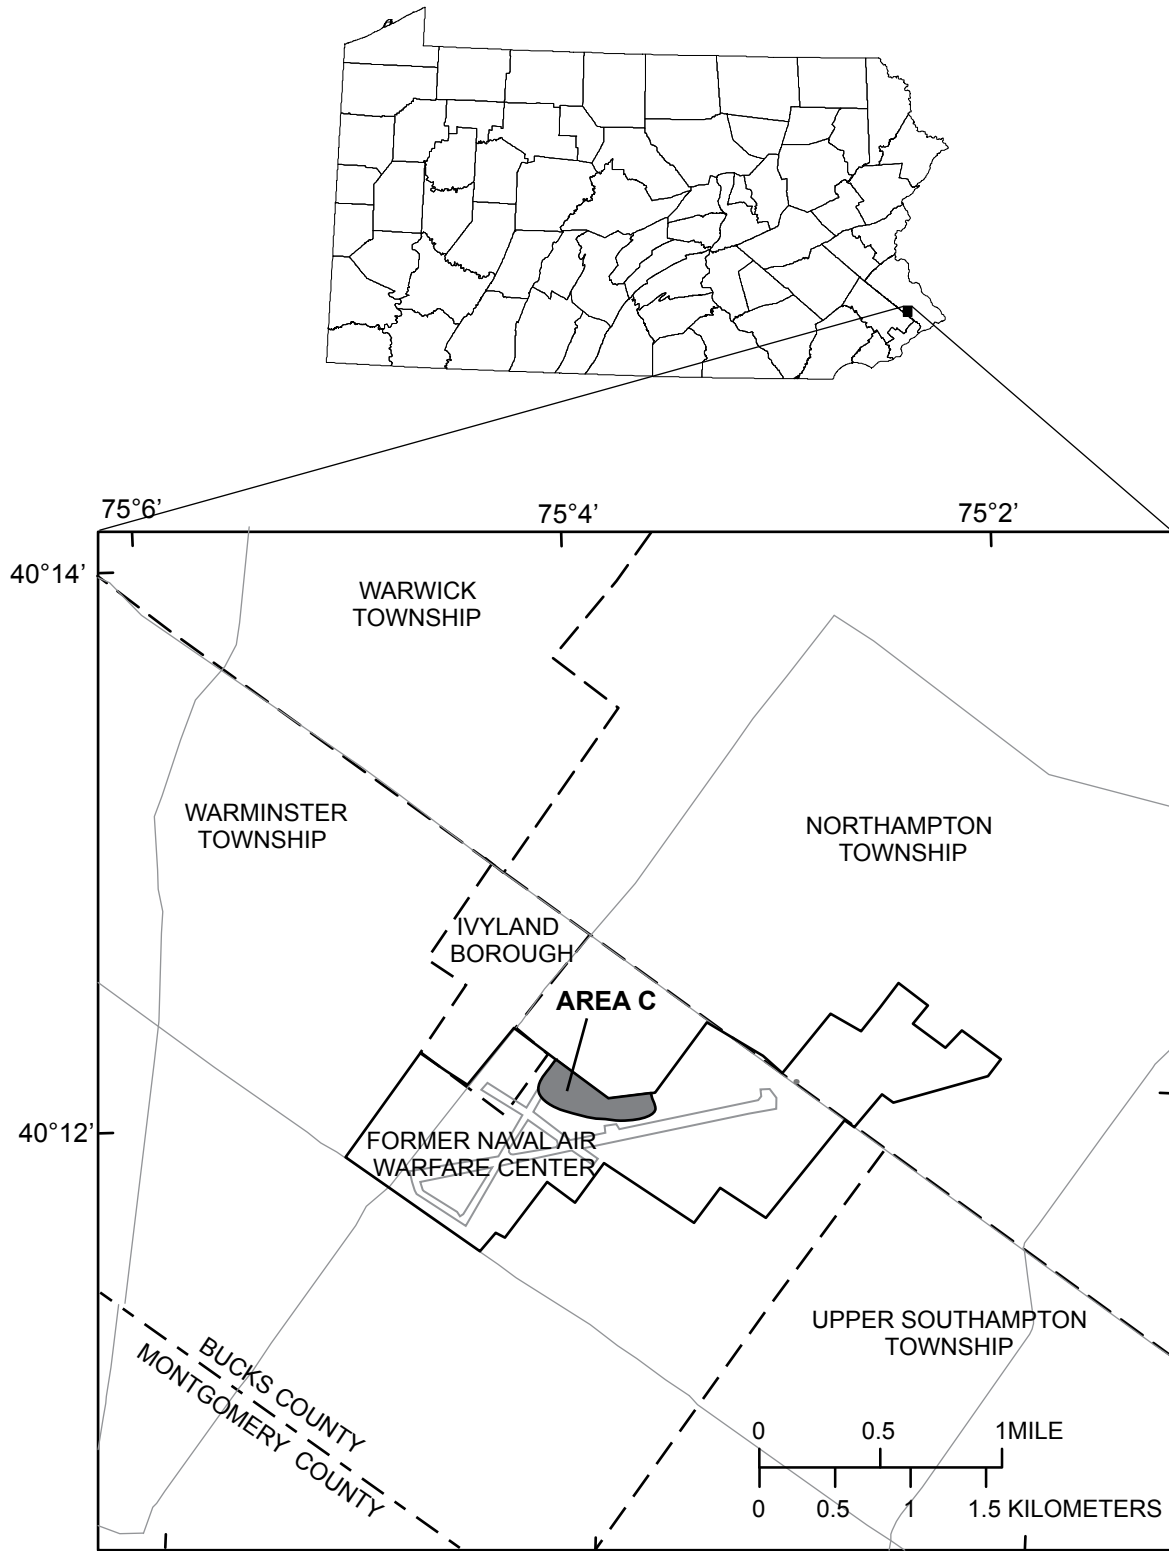 75°6’
75°4’
75°2’
40°14’
WARWICK
TOWNSHIP
WARMINSTER
TOWNSHIP
NORTHAMPTON
TOWNSHIP
IVYLAND
BOROUGH
AREA C
40°12’
FORMER NAVAL AIR
WARFARE CENTER
UPPER SOUTHAMPTON
TOWNSHIP
BUCKS COUNTY
MONTGOMERY COUNTY
0 0.5 1MILE
0 0.5 1 1.5 KILOMETERS